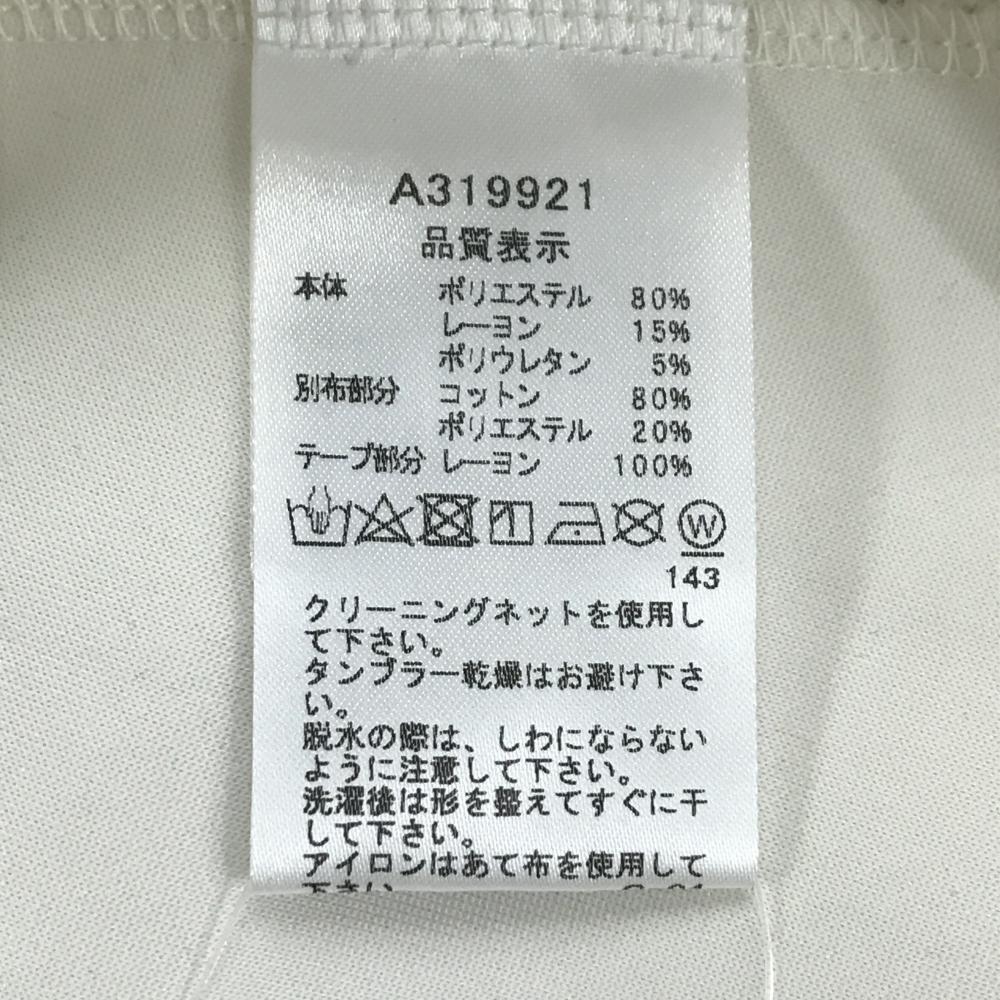 A319921
品質表示
本体 ポリエステル 80%
レーヨン 15%
ポリウレタン 5%
別布部分 コットン 80%
ポリエステル 20%
テープ部分 レーヨン 100%
W
143
クリーニングネットを使用し
て下さい。
タンブラー乾燥はお避け下さ
い。
脱水の際は、しわにならない
ように注意して下さい。
洗濯後は形を整えてすぐに干
して下さい。
アイロンはあて布を使用して
下さい